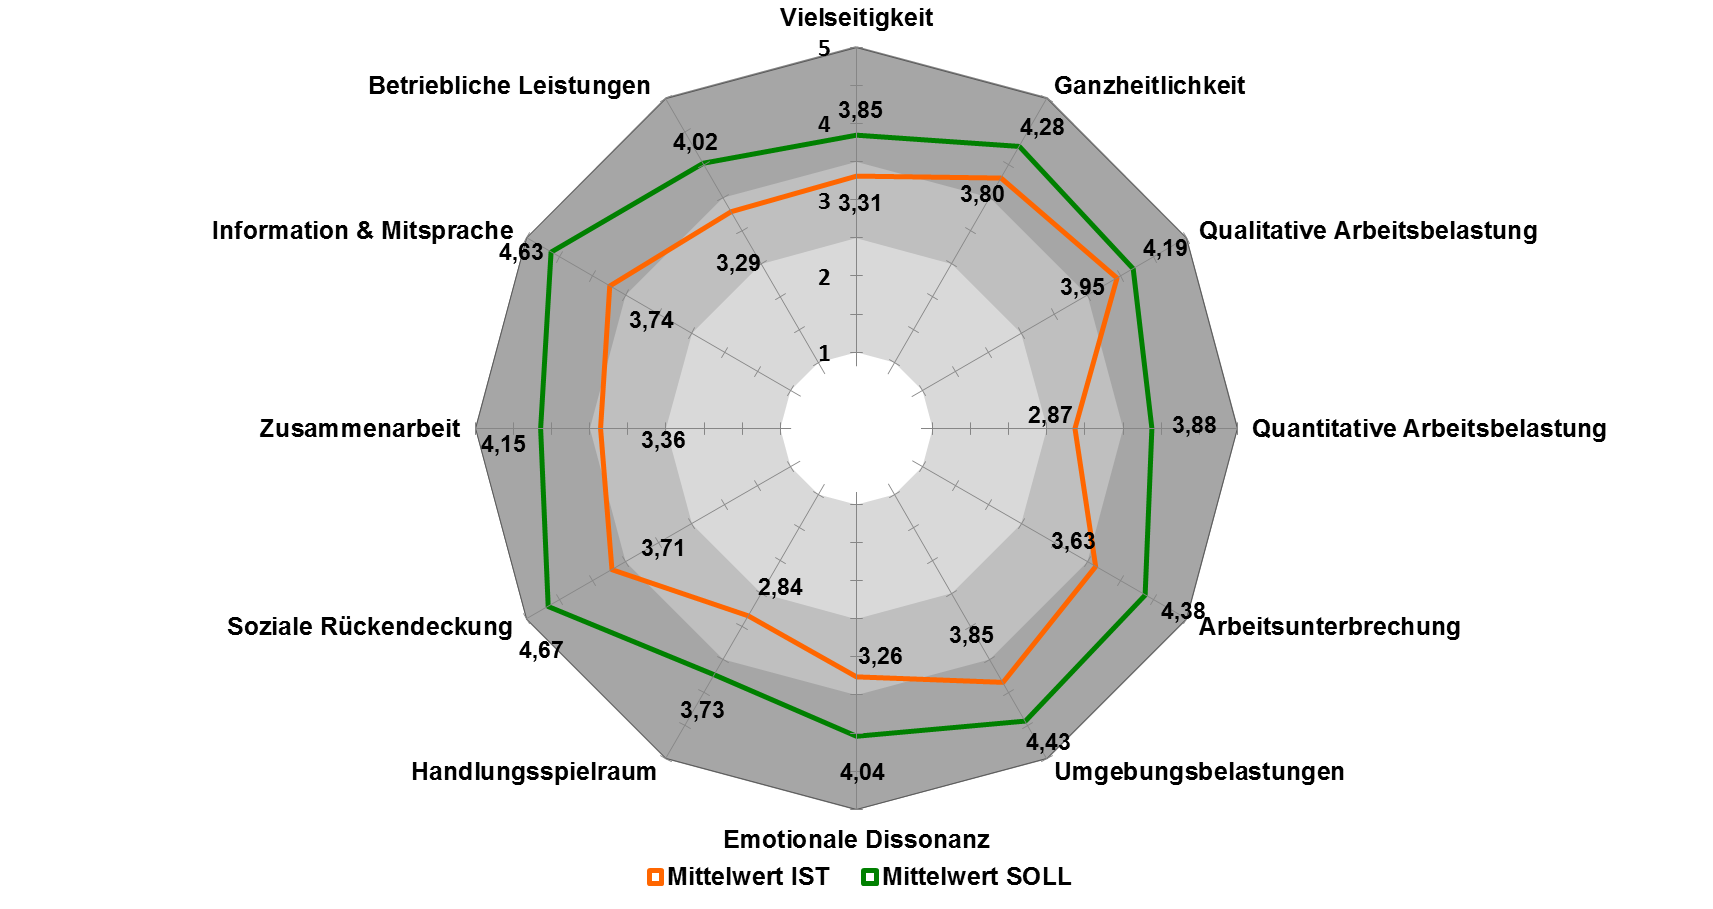 Vielseitigkeit
5
Betriebliche Leistungen
Ganzheitlichkeit
3,85
4
4,28
4,02
3,80
3
3,31
Information & Mitsprache
Qualitative Arbeitsbelastung
4,63
4,19
3,29
2
3,95
3,74
1
2,87
3,88
Zusammenarbeit
Quantitative Arbeitsbelastung
4,15
3,36
3,71
3,63
2,84
4,38
Soziale Rückendeckung
Arbeitsunterbrechung
4,67
3,26
3,85
3,73
4,43
Handlungsspielraum
4,04
Umgebungsbelastungen
Emotionale Dissonanz
Mittelwert IST Mittelwert SOLL